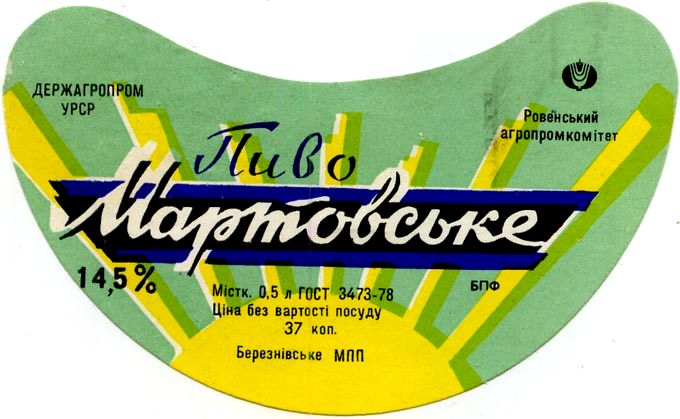 ДЕРЖАГРОПРОМ
УРСР
Ровенський
агропромкомітет
Пиво
Мартовське
14,5%
Містк. 0,5 л ГОСТ 3473-78
Ціна без вартості посуду
37 коп.
БПФ
Березнівське МПП